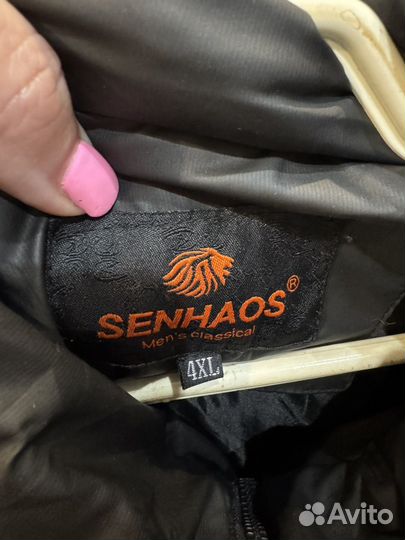 SENHAOS®
Men's classical
4XL
Avito